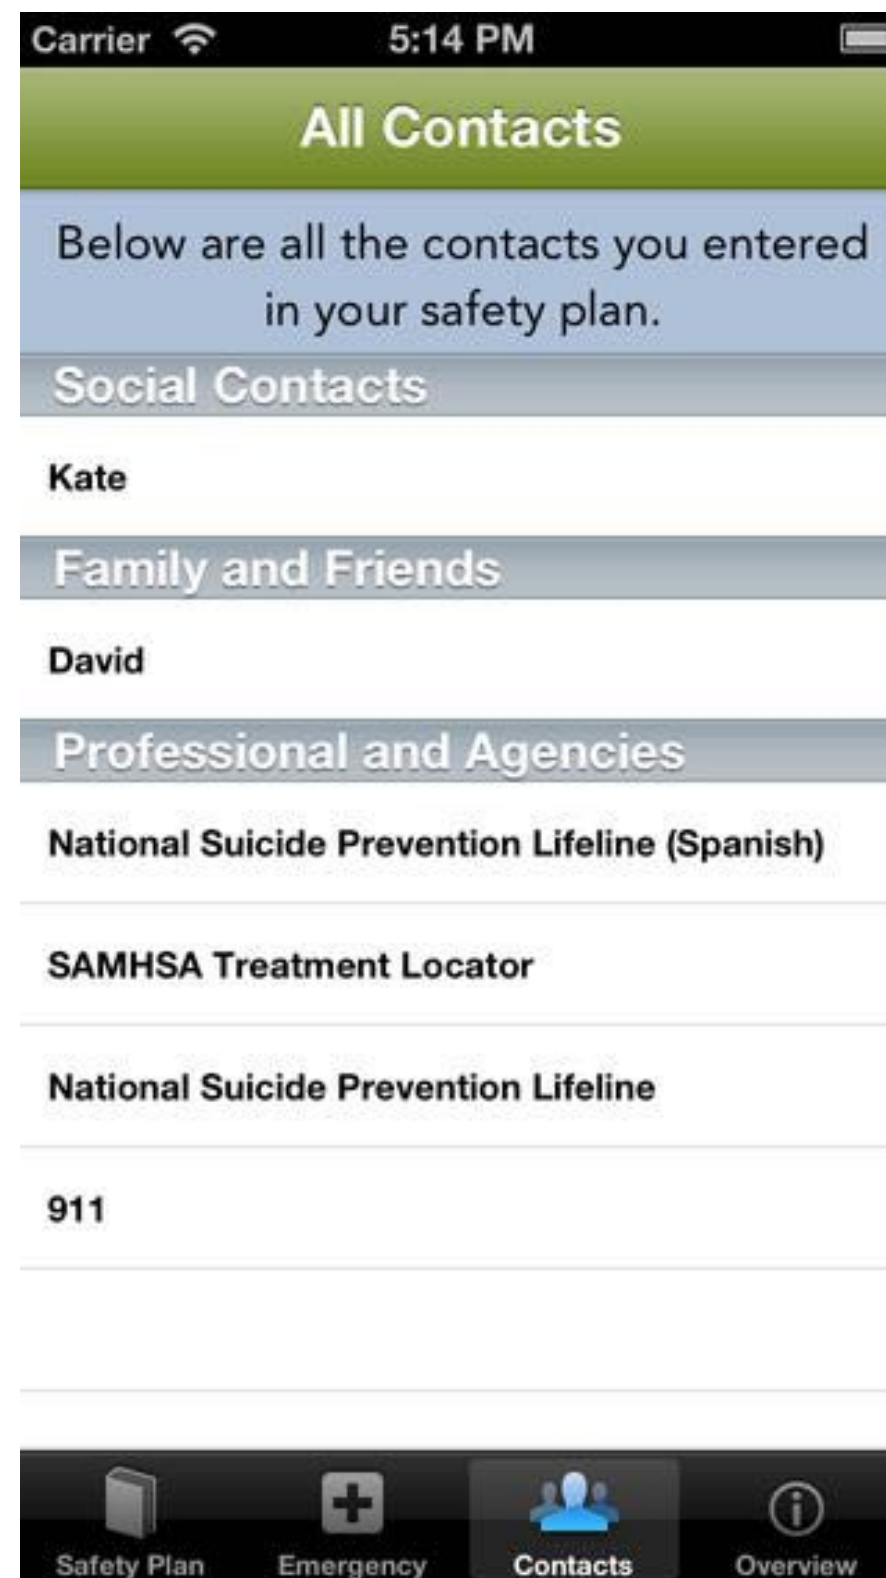 Carrier 5:14 PM
All Contacts
Below are all the contacts you entered
in your safety plan.
Social Contacts
Kate
Family and Friends
David
Professional and Agencies
National Suicide Prevention Lifeline (Spanish)
SAMHSA Treatment Locator
National Suicide Prevention Lifeline
911
Safety Plan Emergency Contacts Overview